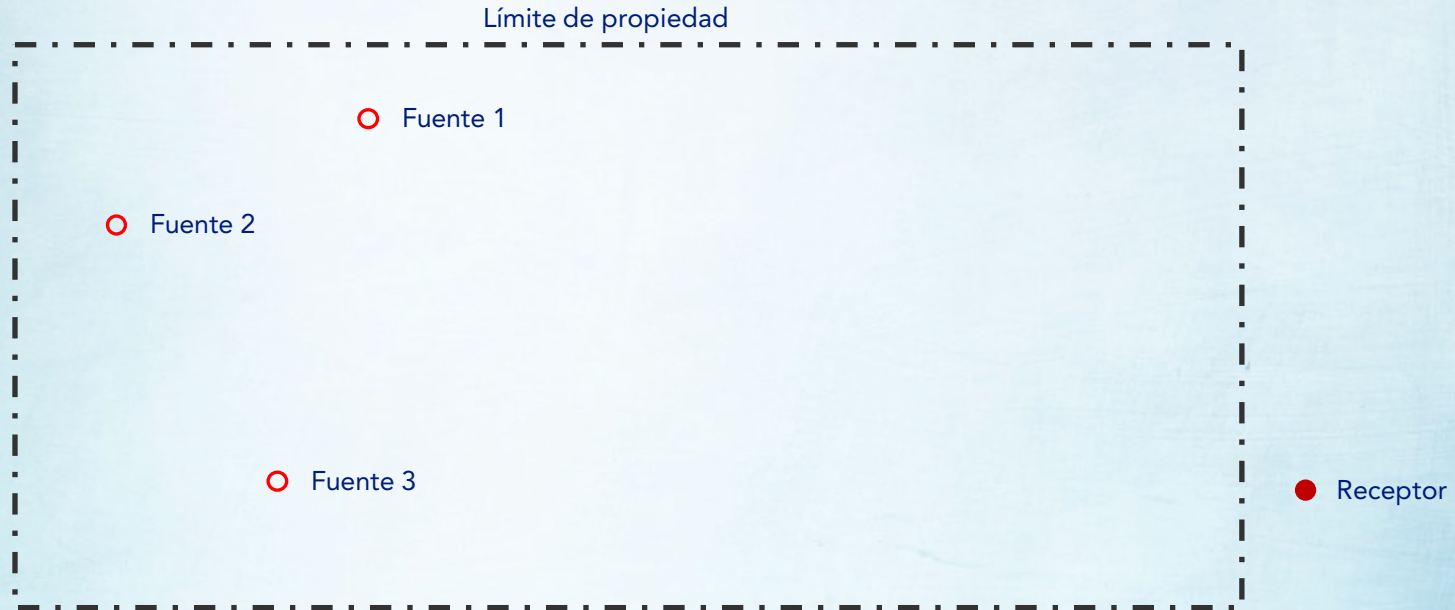 Límite de propiedad
Fuente 1
Fuente 2
Fuente 3
Receptor